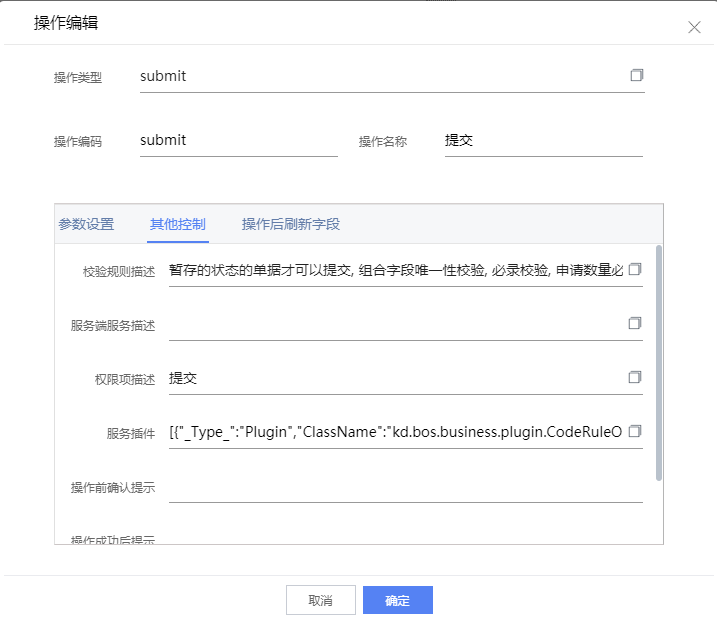 操作编辑
操作类型 submit
操作编码 submit 操作名称 提交
参数设置 其他控制 操作后刷新字段
校验规则描述 暂存的状态的单据才可以提交, 组合字段唯一性校验, 必录校验, 申请数量必
服务端服务描述
权限项描述 提交
服务插件 [{"_Type_":"Plugin","ClassName":"kd.bos.business.plugin.CodeRuleO
操作前确认提示
操作成功后提示
取消 确定